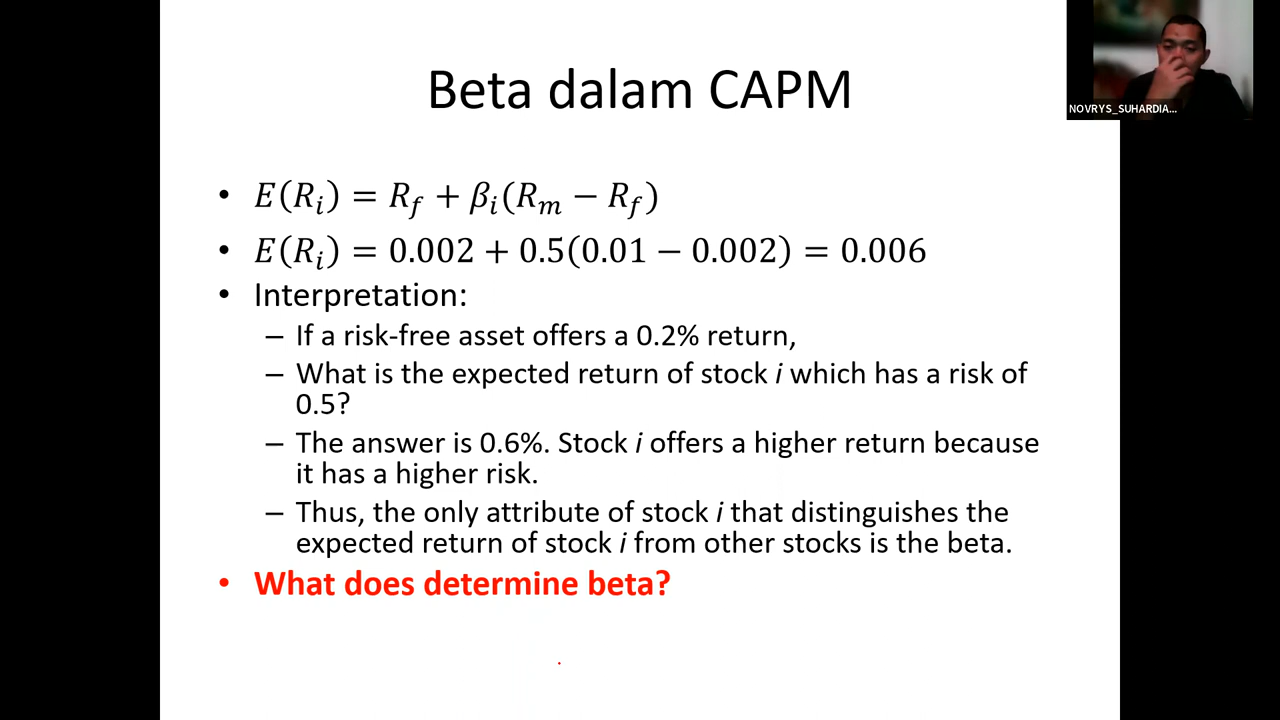 Beta dalam CAPM
NOVRYS_SUHARDIA...
• E(Rᵢ) = R_f + βᵢ(R_m − R_f)
• E(Rᵢ) = 0.002 + 0.5(0.01 − 0.002) = 0.006
• Interpretation:
– If a risk-free asset offers a 0.2% return,
– What is the expected return of stock i which has a risk of
0.5?
– The answer is 0.6%. Stock i offers a higher return because
it has a higher risk.
– Thus, the only attribute of stock i that distinguishes the
expected return of stock i from other stocks is the beta.
• What does determine beta?